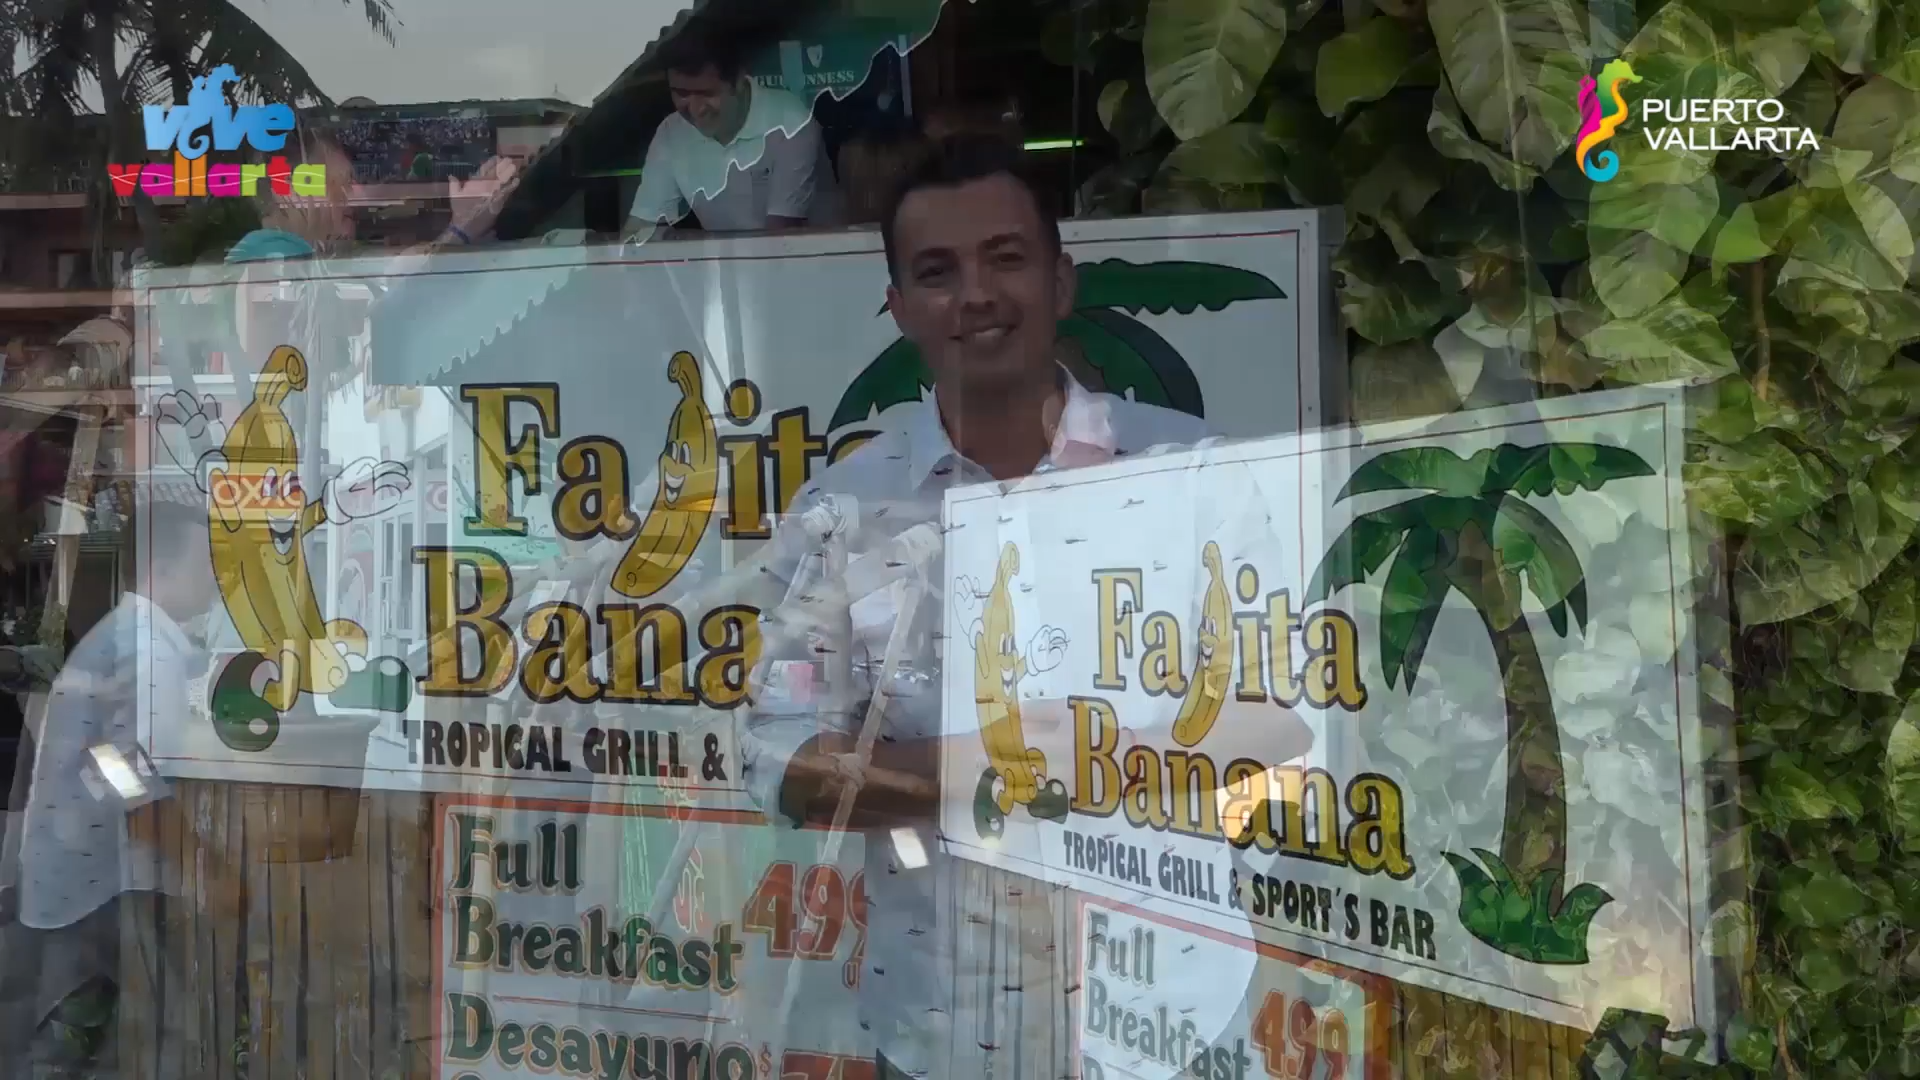 vive
vallarta
PUERTO
VALLARTA
GUINNESS
OXXO
Fajita
Bana
TROPICAL GRILL &
Full
Breakfast
499
Desayuno
Fajita
Banana
TROPICAL GRILL & SPORT'S BAR
Full
Breakfast
499